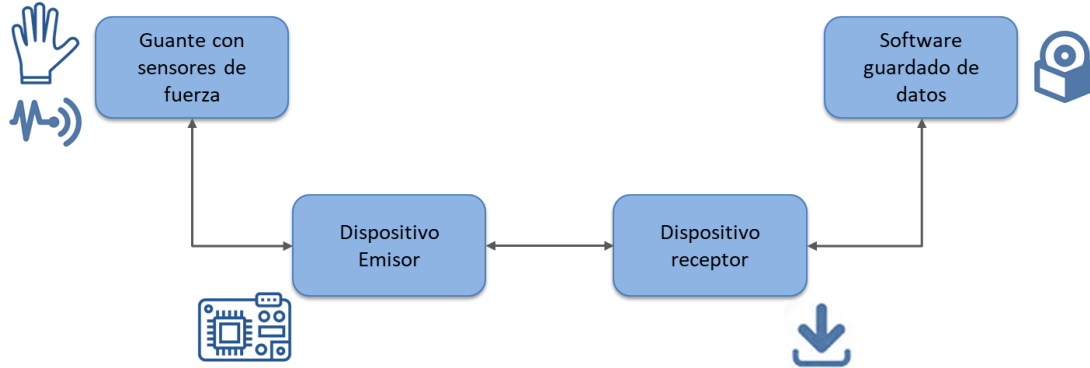 Guante con
sensores de
fuerza
Software
guardado de
datos
Dispositivo
Emisor
Dispositivo
receptor